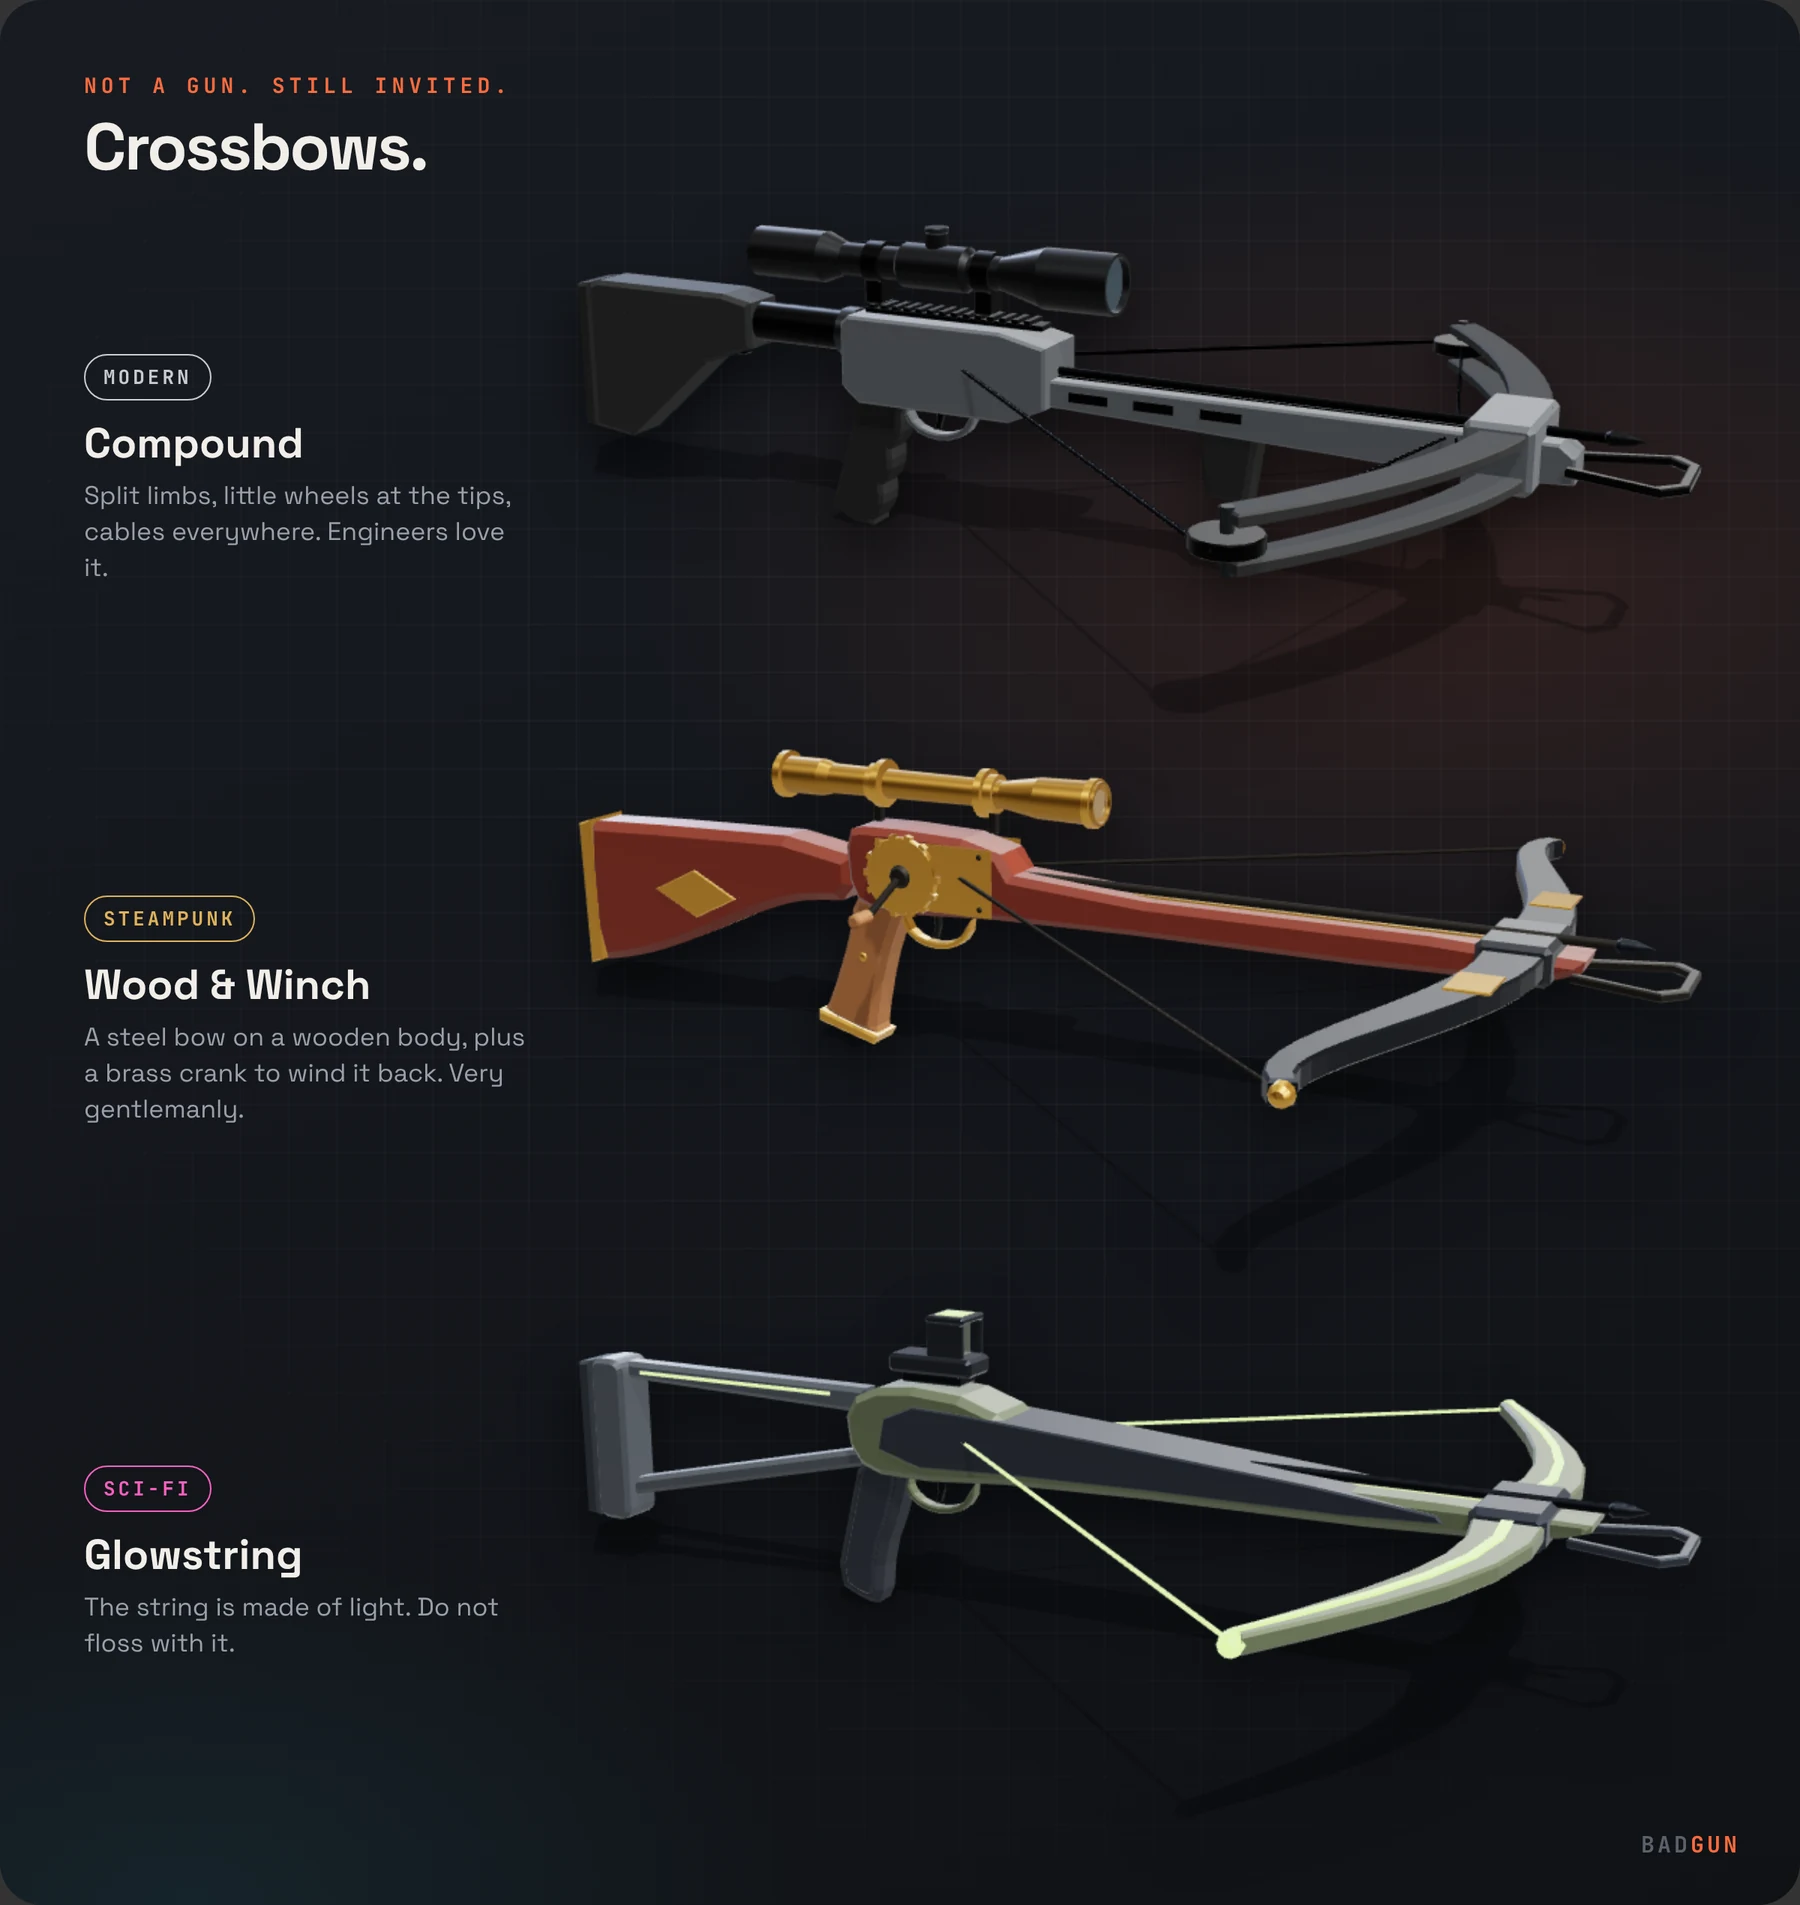 NOT A GUN. STILL INVITED.
Crossbows.
MODERN
Compound
Split limbs, little wheels at the tips,
cables everywhere. Engineers love
it.
STEAMPUNK
Wood & Winch
A steel bow on a wooden body, plus
a brass crank to wind it back. Very
gentlemanly.
SCI-FI
Glowstring
The string is made of light. Do not
floss with it.
BADGUN